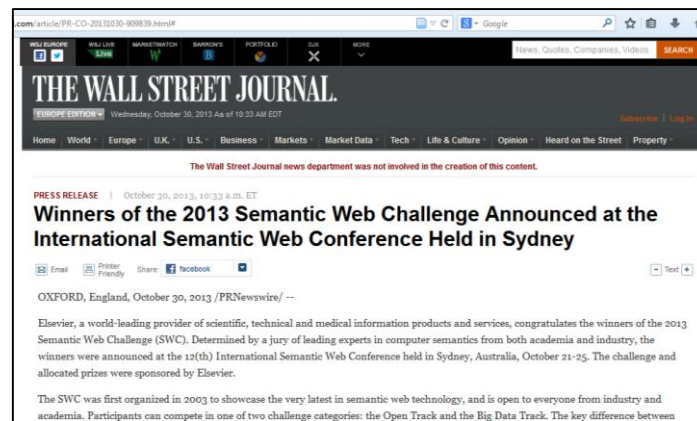 .com/article/PR-CO-20131030-909839.html#
Google
WSJ EUROPE WSJ LIVE MARKETWATCH BARRON'S PORTFOLIO DJX MORE
Live W B X
News, Quotes, Companies, Videos SEARCH
THE WALL STREET JOURNAL.
EUROPE EDITION Wednesday, October 30, 2013 As of 10:33 AM EDT
Subscribe | Log In
Home World Europe U.K. U.S. Business Markets Market Data Tech Life & Culture Opinion Heard on the Street Property
The Wall Street Journal news department was not involved in the creation of this content.
PRESS RELEASE | October 30, 2013, 10:33 a.m. ET
Winners of the 2013 Semantic Web Challenge Announced at the
International Semantic Web Conference Held in Sydney
Email Printer Friendly Share: facebook - Text +
OXFORD, England, October 30, 2013 /PRNewswire/ --
Elsevier, a world-leading provider of scientific, technical and medical information products and services, congratulates the winners of the 2013
Semantic Web Challenge (SWC). Determined by a jury of leading experts in computer semantics from both academia and industry, the
winners were announced at the 12(th) International Semantic Web Conference held in Sydney, Australia, October 21-25. The challenge and
allocated prizes were sponsored by Elsevier.
The SWC was first organized in 2003 to showcase the very latest in semantic web technology, and is open to everyone from industry and
academia. Participants can compete in one of two challenge categories: the Open Track and the Big Data Track. The key difference between